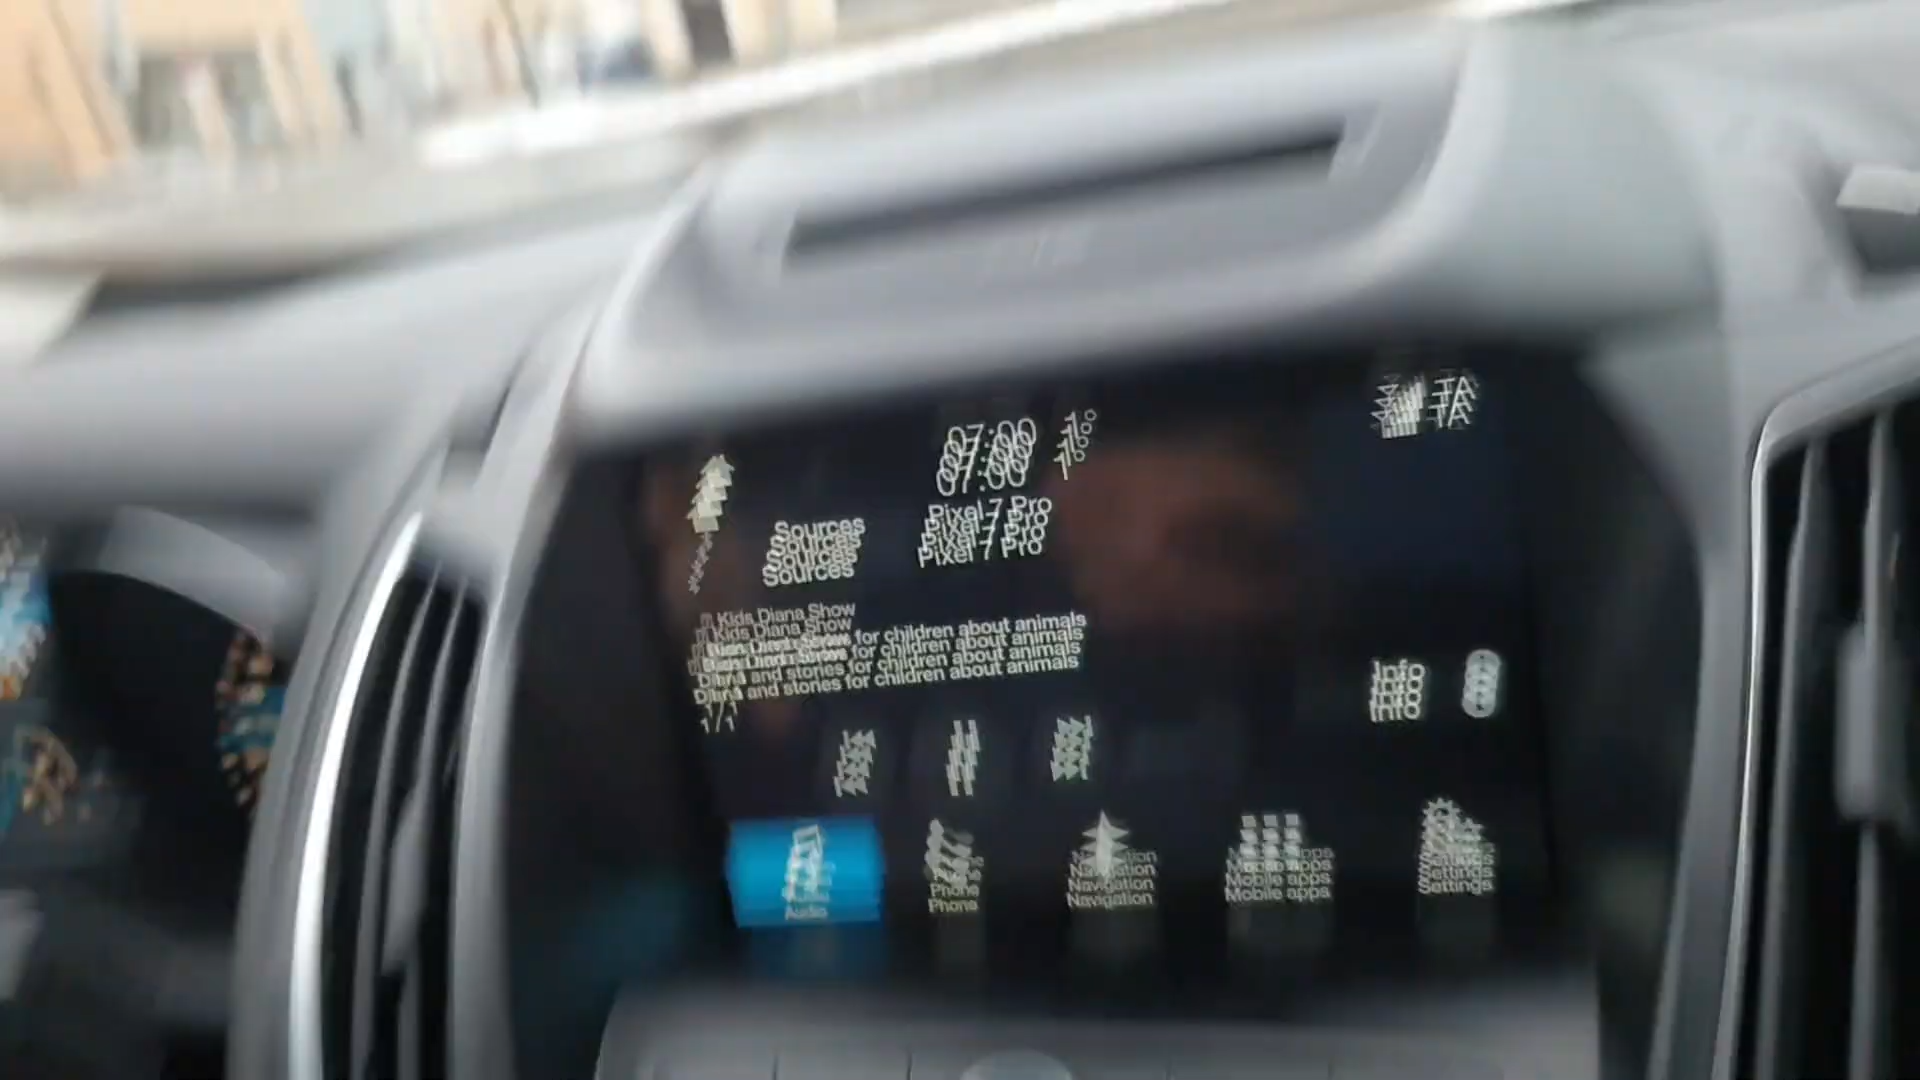 07:00 1° TA
Sources Pixel 7 Pro
Kids Diana Show
Diana and stories for children about animals
1/1
Info
Audio Phone Navigation Mobile apps Settings